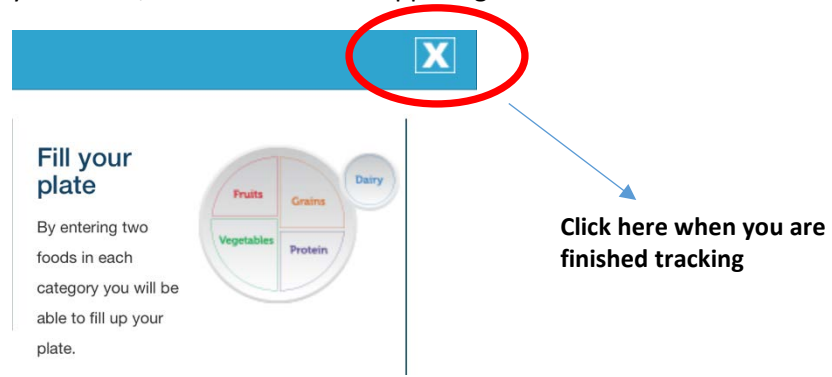 X
Fill your
plate
By entering two
foods in each
category you will be
able to fill up your
plate.
Fruits
Grains
Dairy
Vegetables
Protein
Click here when you are
finished tracking